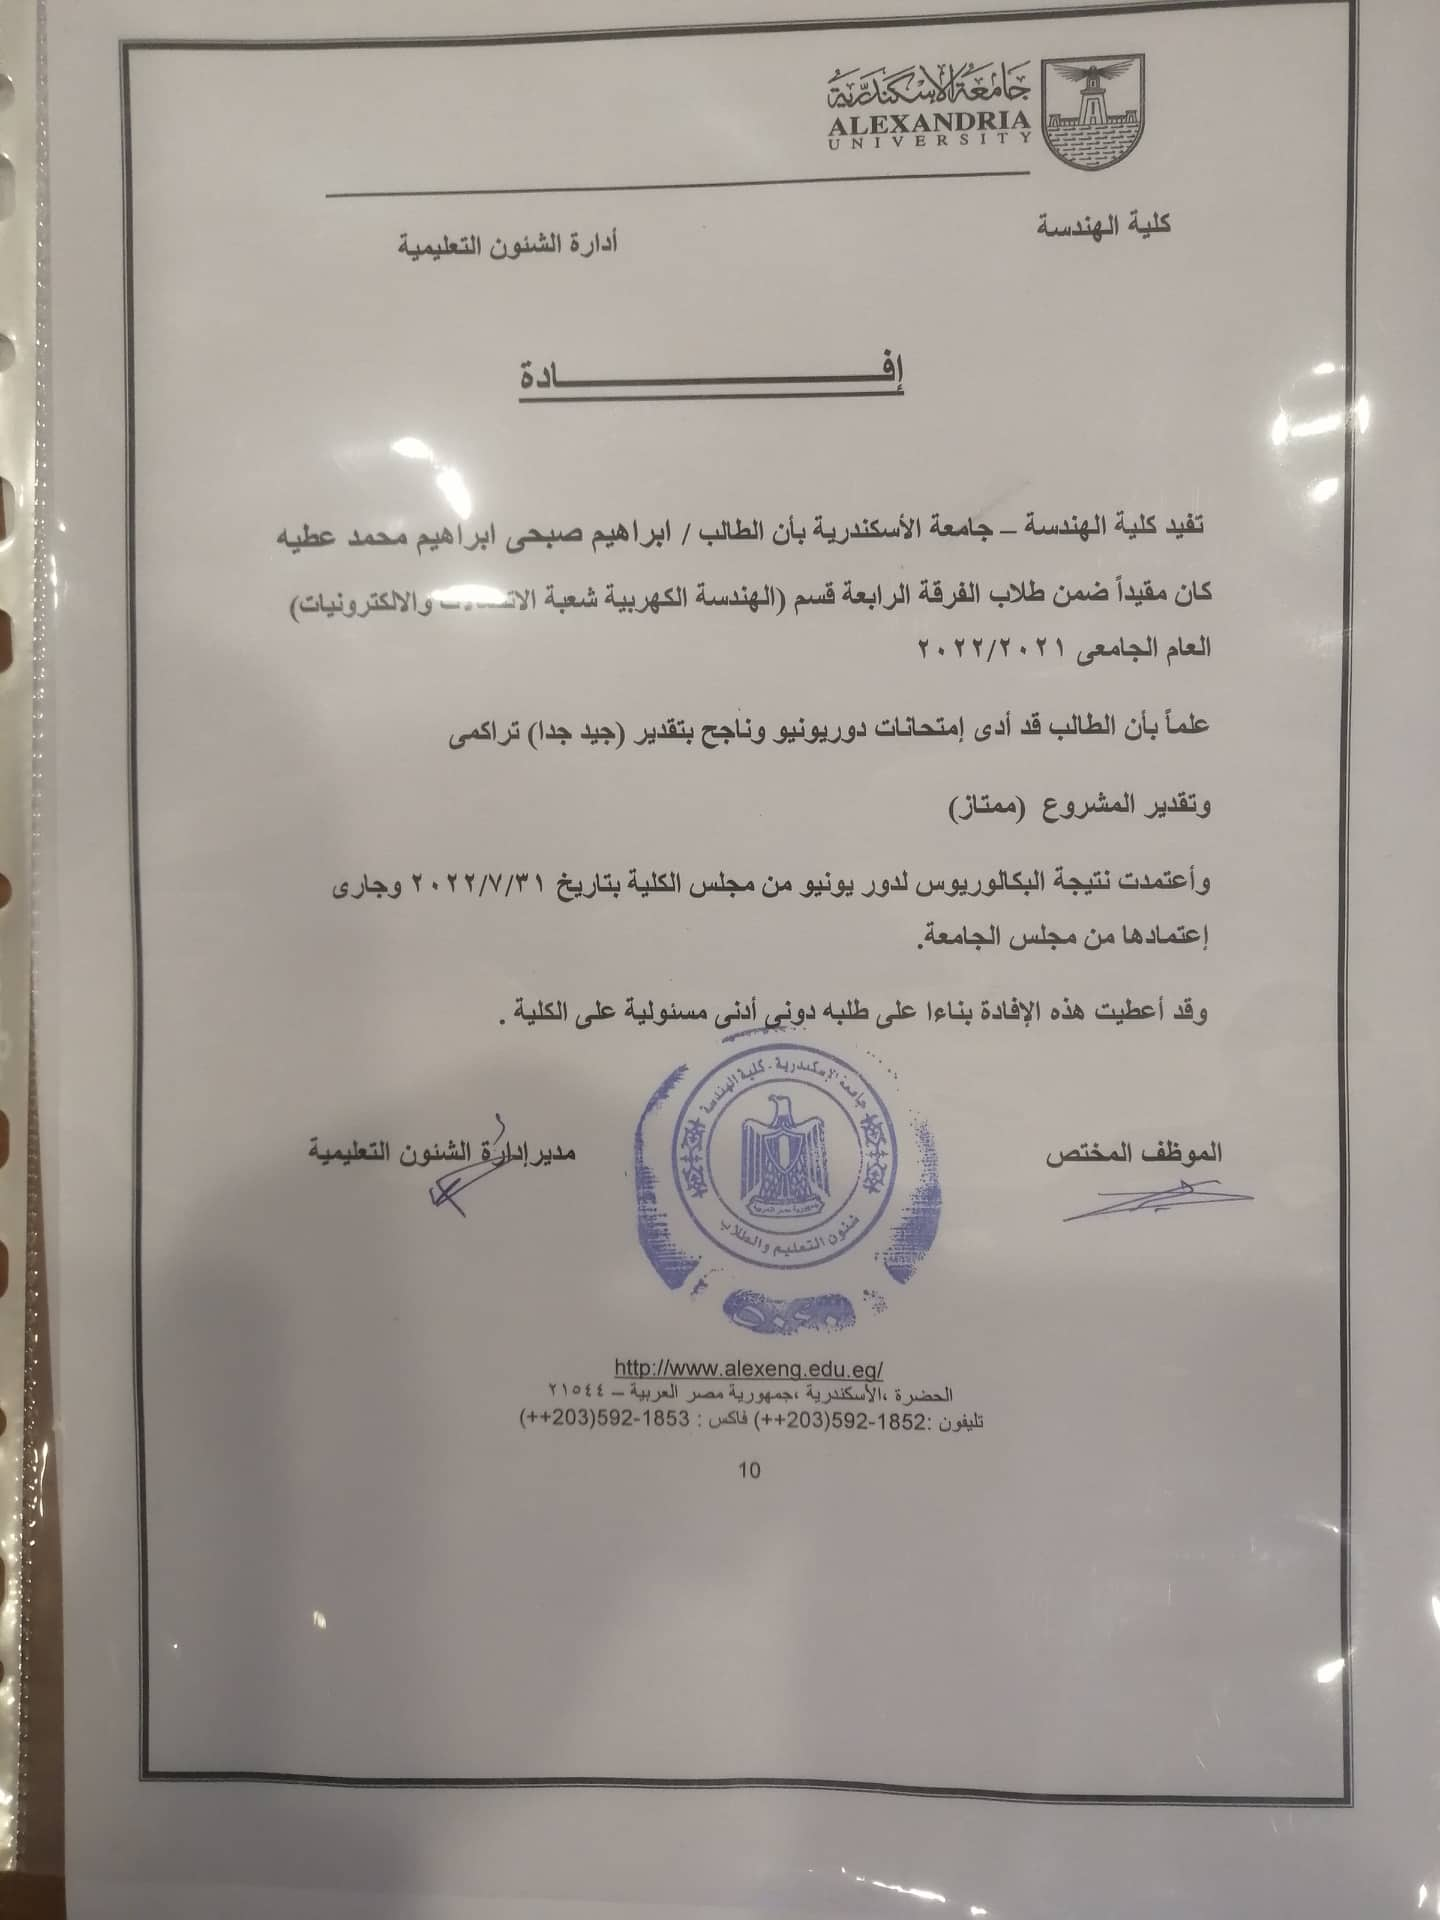 جامعة الإسكندرية
ALEXANDRIA
UNIVERSITY
كلية الهندسة
أدارة الشئون التعليمية
إفــــــــــــــــــــــادة
تفيد كلية الهندسة – جامعة الأسكندرية بأن الطالب / ابراهيم صبحى ابراهيم محمد عطيه
كان مقيداً ضمن طلاب الفرقة الرابعة قسم (الهندسة الكهربية شعبة والالكترونيات)
العام الجامعى ٢٠٢٢/٢٠٢١
علماً بأن الطالب قد أدى إمتحانات دوريونيو وناجح بتقدير (جيد جدا) تراكمى
وتقدير المشروع (ممتاز)
وأعتمدت نتيجة البكالوريوس لدور يونيو من مجلس الكلية بتاريخ ٢٠٢٢/٧/٣١ وجارى
إعتمادها من مجلس الجامعة.
وقد أعطيت هذه الإفادة بناءا على طلبه دونى أدنى مسئولية على الكلية .
الموظف المختص
مديرإدارة الشئون التعليمية
جامعة الإسكندرية - كلية الهندسة
جمهورية مصر العربية
شئون التعليم والطلاب
http://www.alexeng.edu.eg/
الحضرة ،الأسكندرية ،جمهورية مصر العربية – ٢١٥٤٤
تليفون :1852-592(203++) فاكس : 1853-592(203++)
10